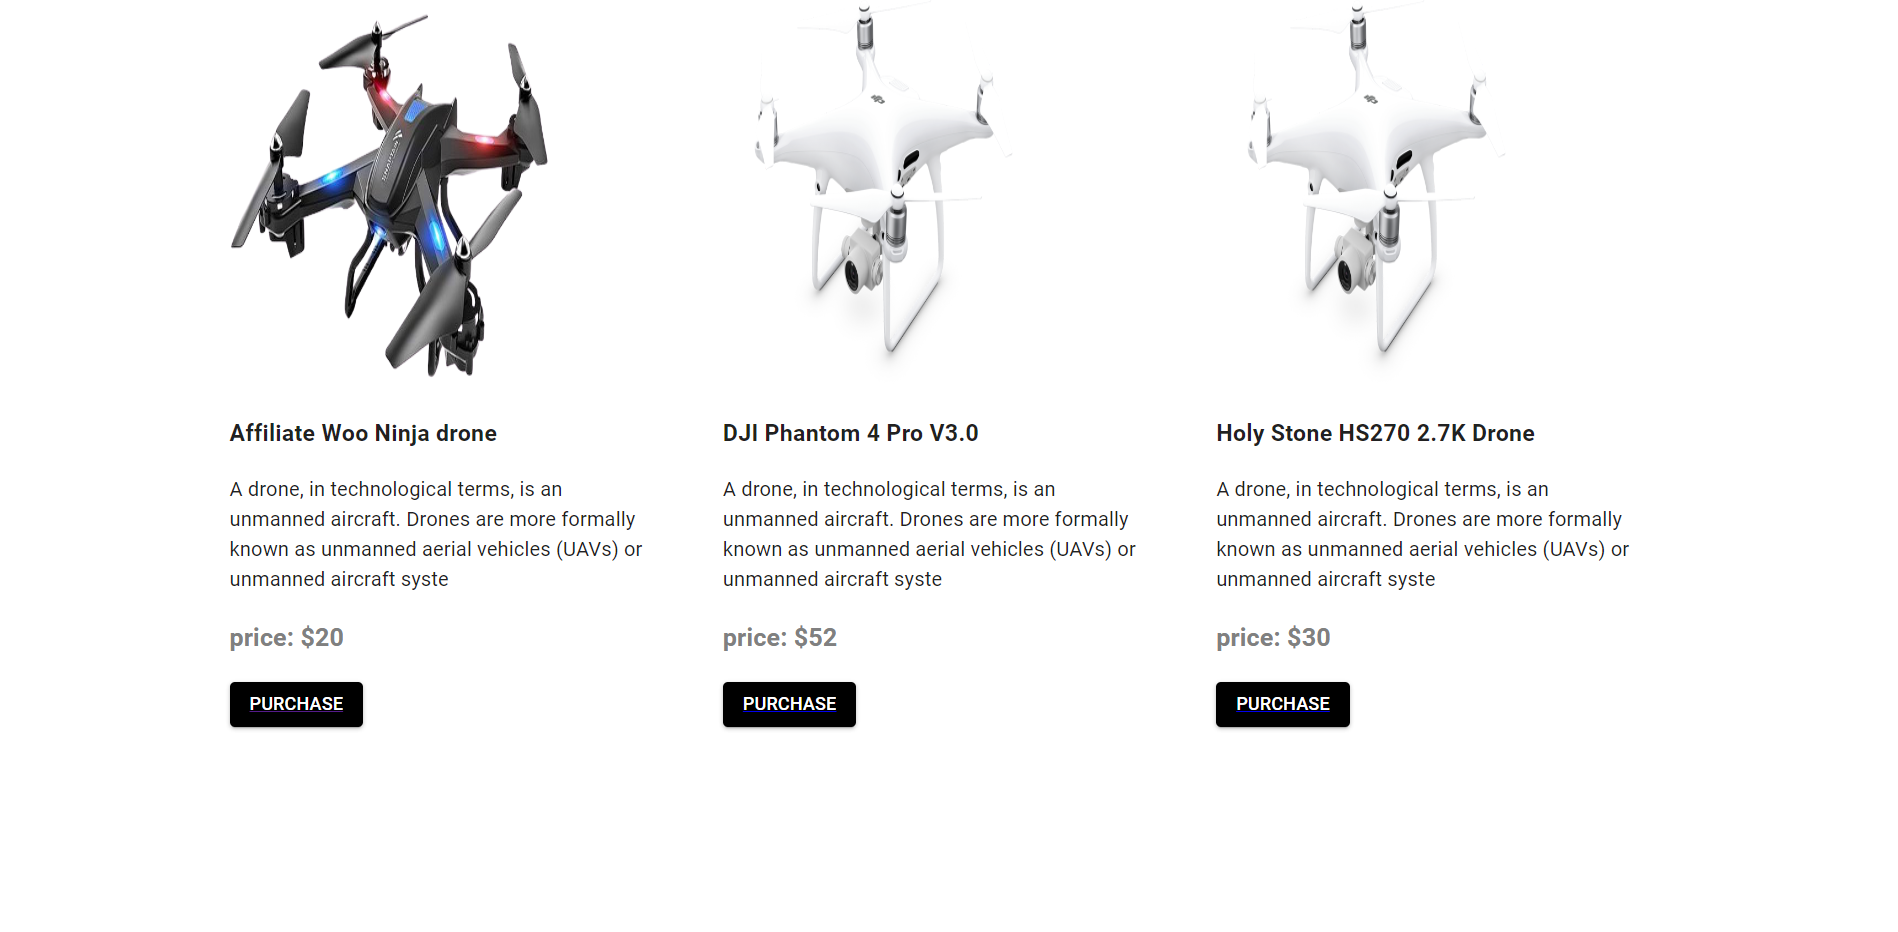 Affiliate Woo Ninja drone
A drone, in technological terms, is an
unmanned aircraft. Drones are more formally
known as unmanned aerial vehicles (UAVs) or
unmanned aircraft syste
price: $20
PURCHASE
DJI Phantom 4 Pro V3.0
A drone, in technological terms, is an
unmanned aircraft. Drones are more formally
known as unmanned aerial vehicles (UAVs) or
unmanned aircraft syste
price: $52
PURCHASE
Holy Stone HS270 2.7K Drone
A drone, in technological terms, is an
unmanned aircraft. Drones are more formally
known as unmanned aerial vehicles (UAVs) or
unmanned aircraft syste
price: $30
PURCHASE